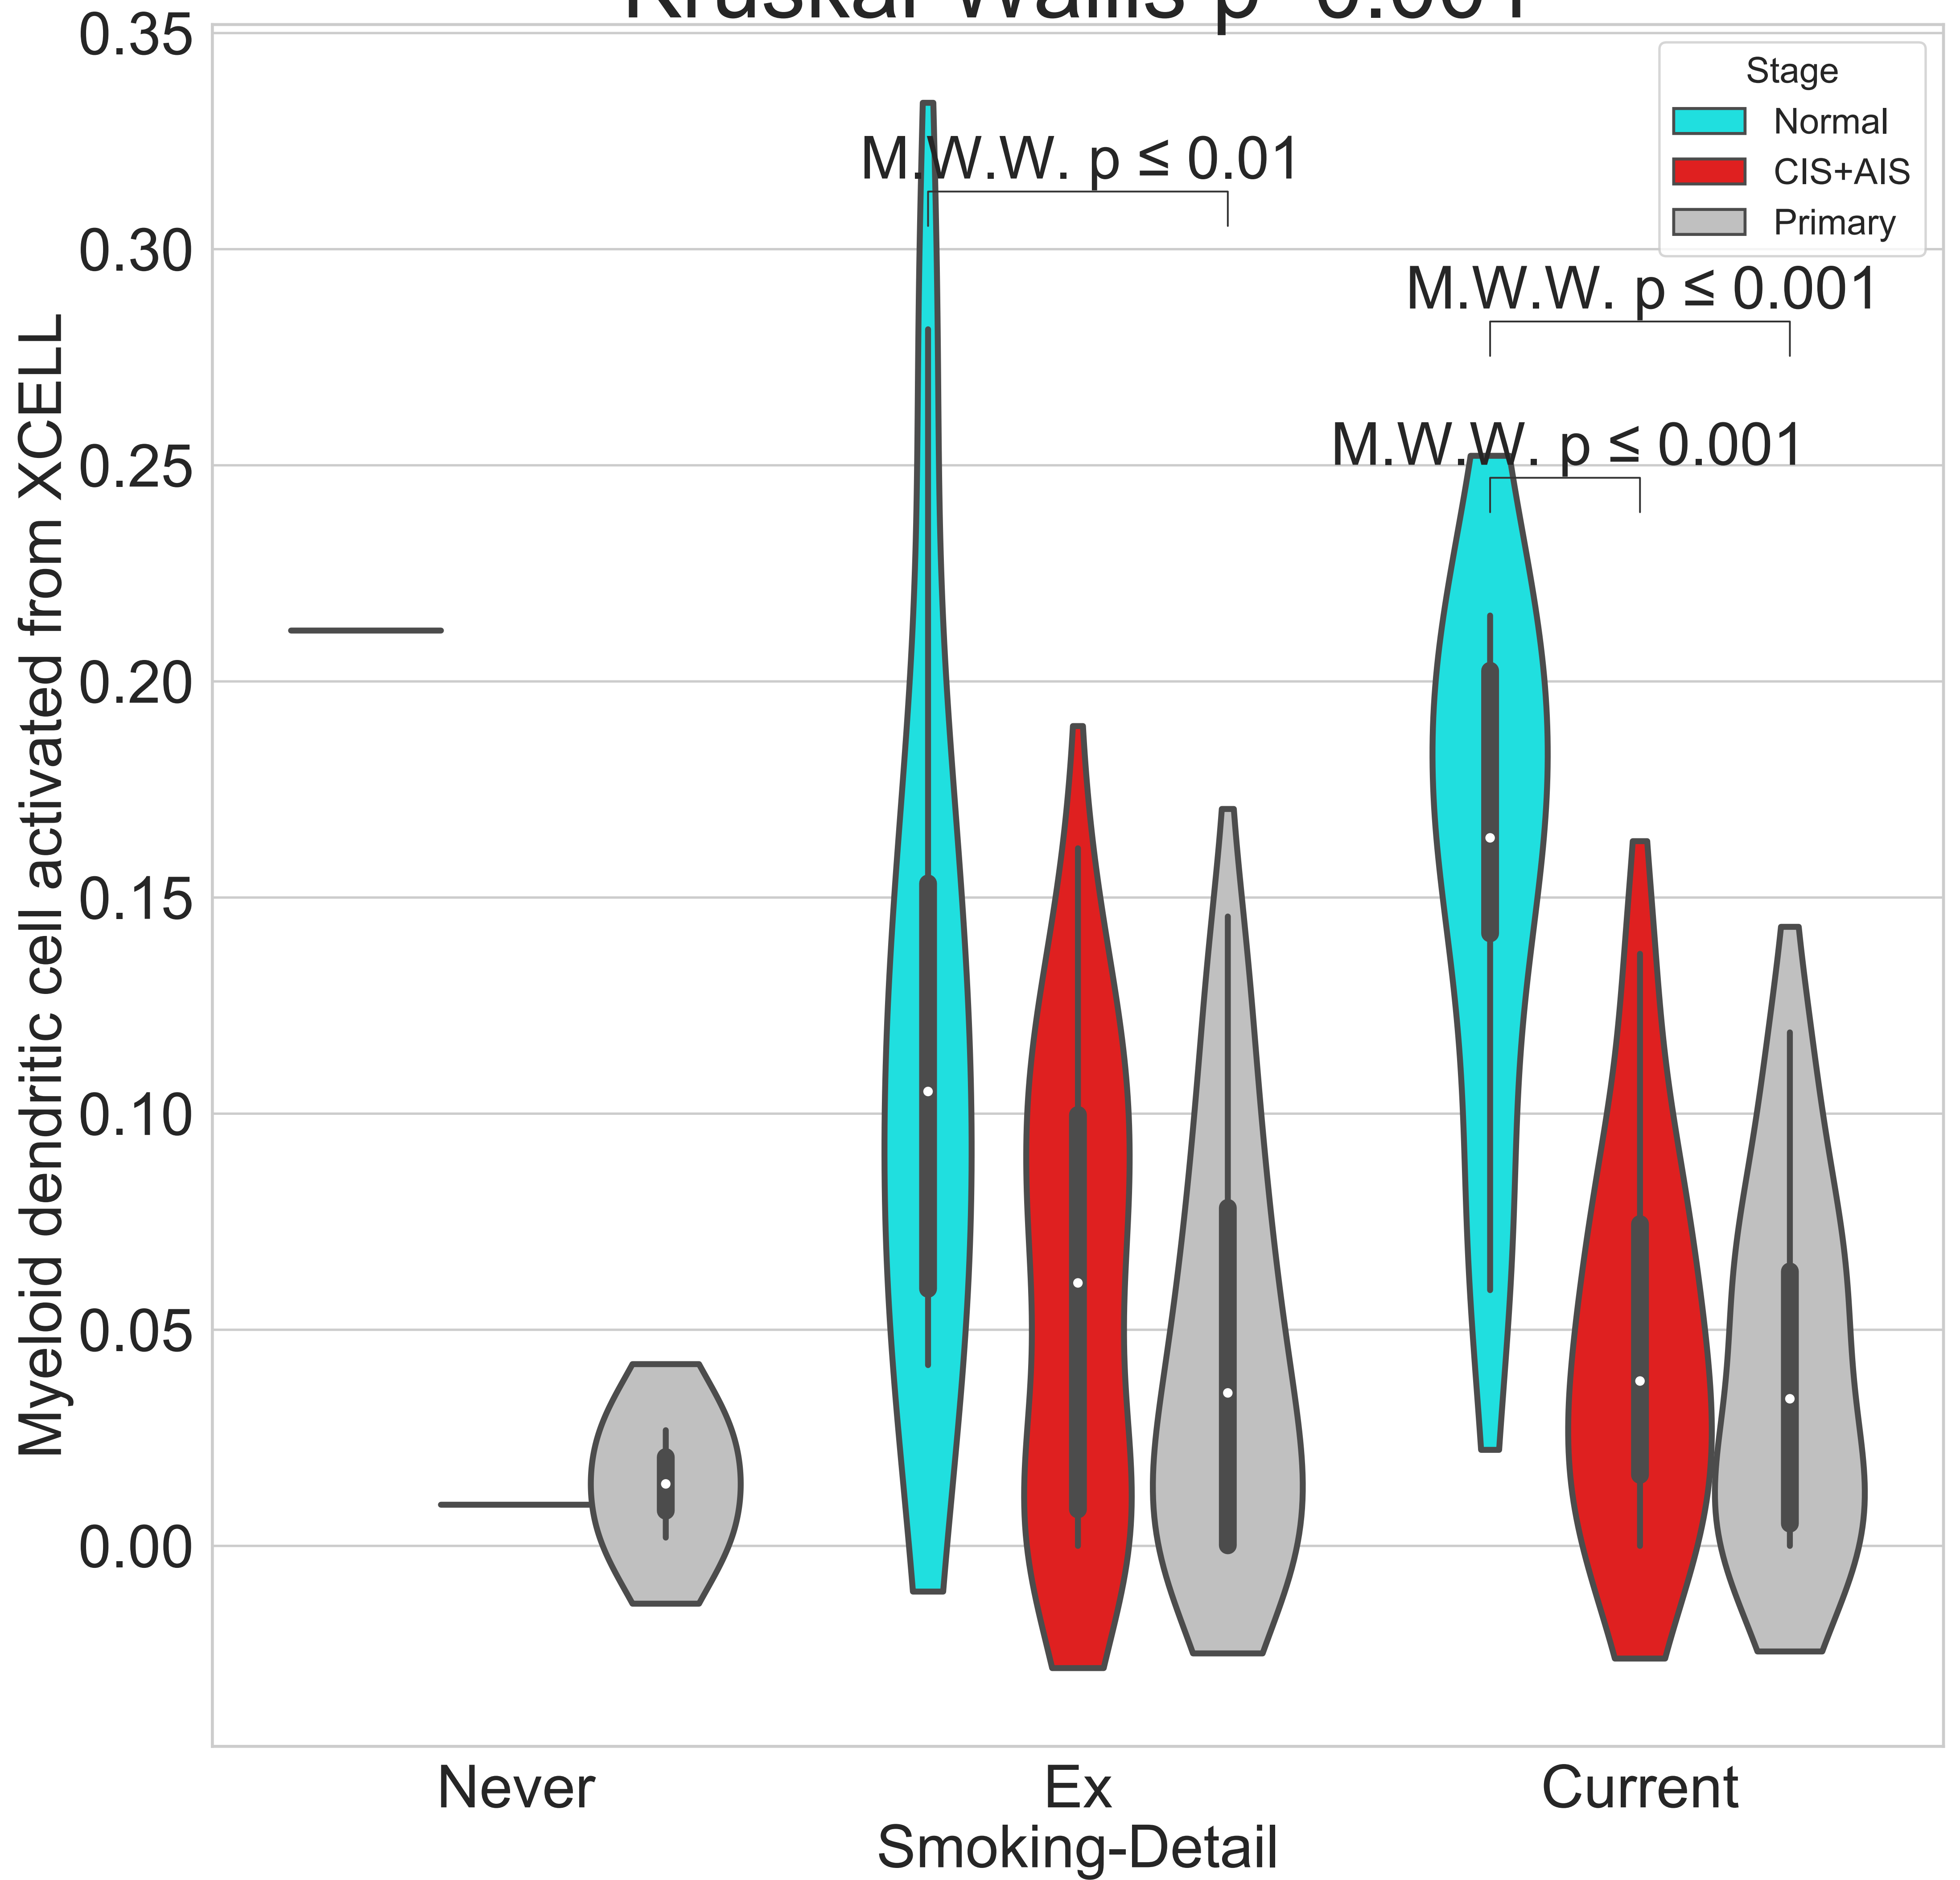 0.35
0.30
0.25
0.20
0.15
0.10
0.05
0.00
Myeloid dendritic cell activated from XCELL
Stage
Normal
CIS+AIS
Primary
M.W.W. p ≤ 0.01
M.W.W. p ≤ 0.001
M.W.W. p ≤ 0.001
Never
Ex
Current
Smoking-Detail